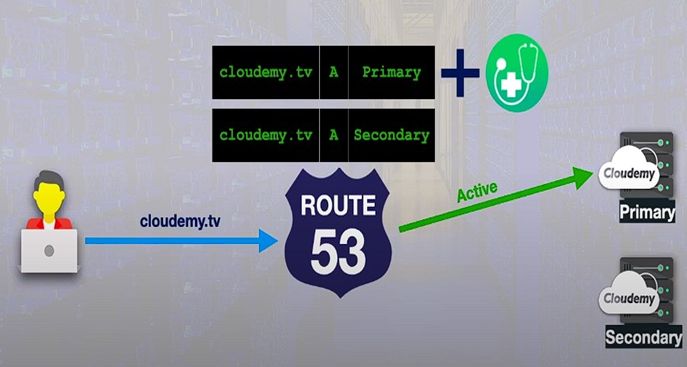 cloudemy.tv A Primary
cloudemy.tv A Secondary
cloudemy.tv
ROUTE
53
Active
Cloudemy
Primary
Cloudemy
Secondary